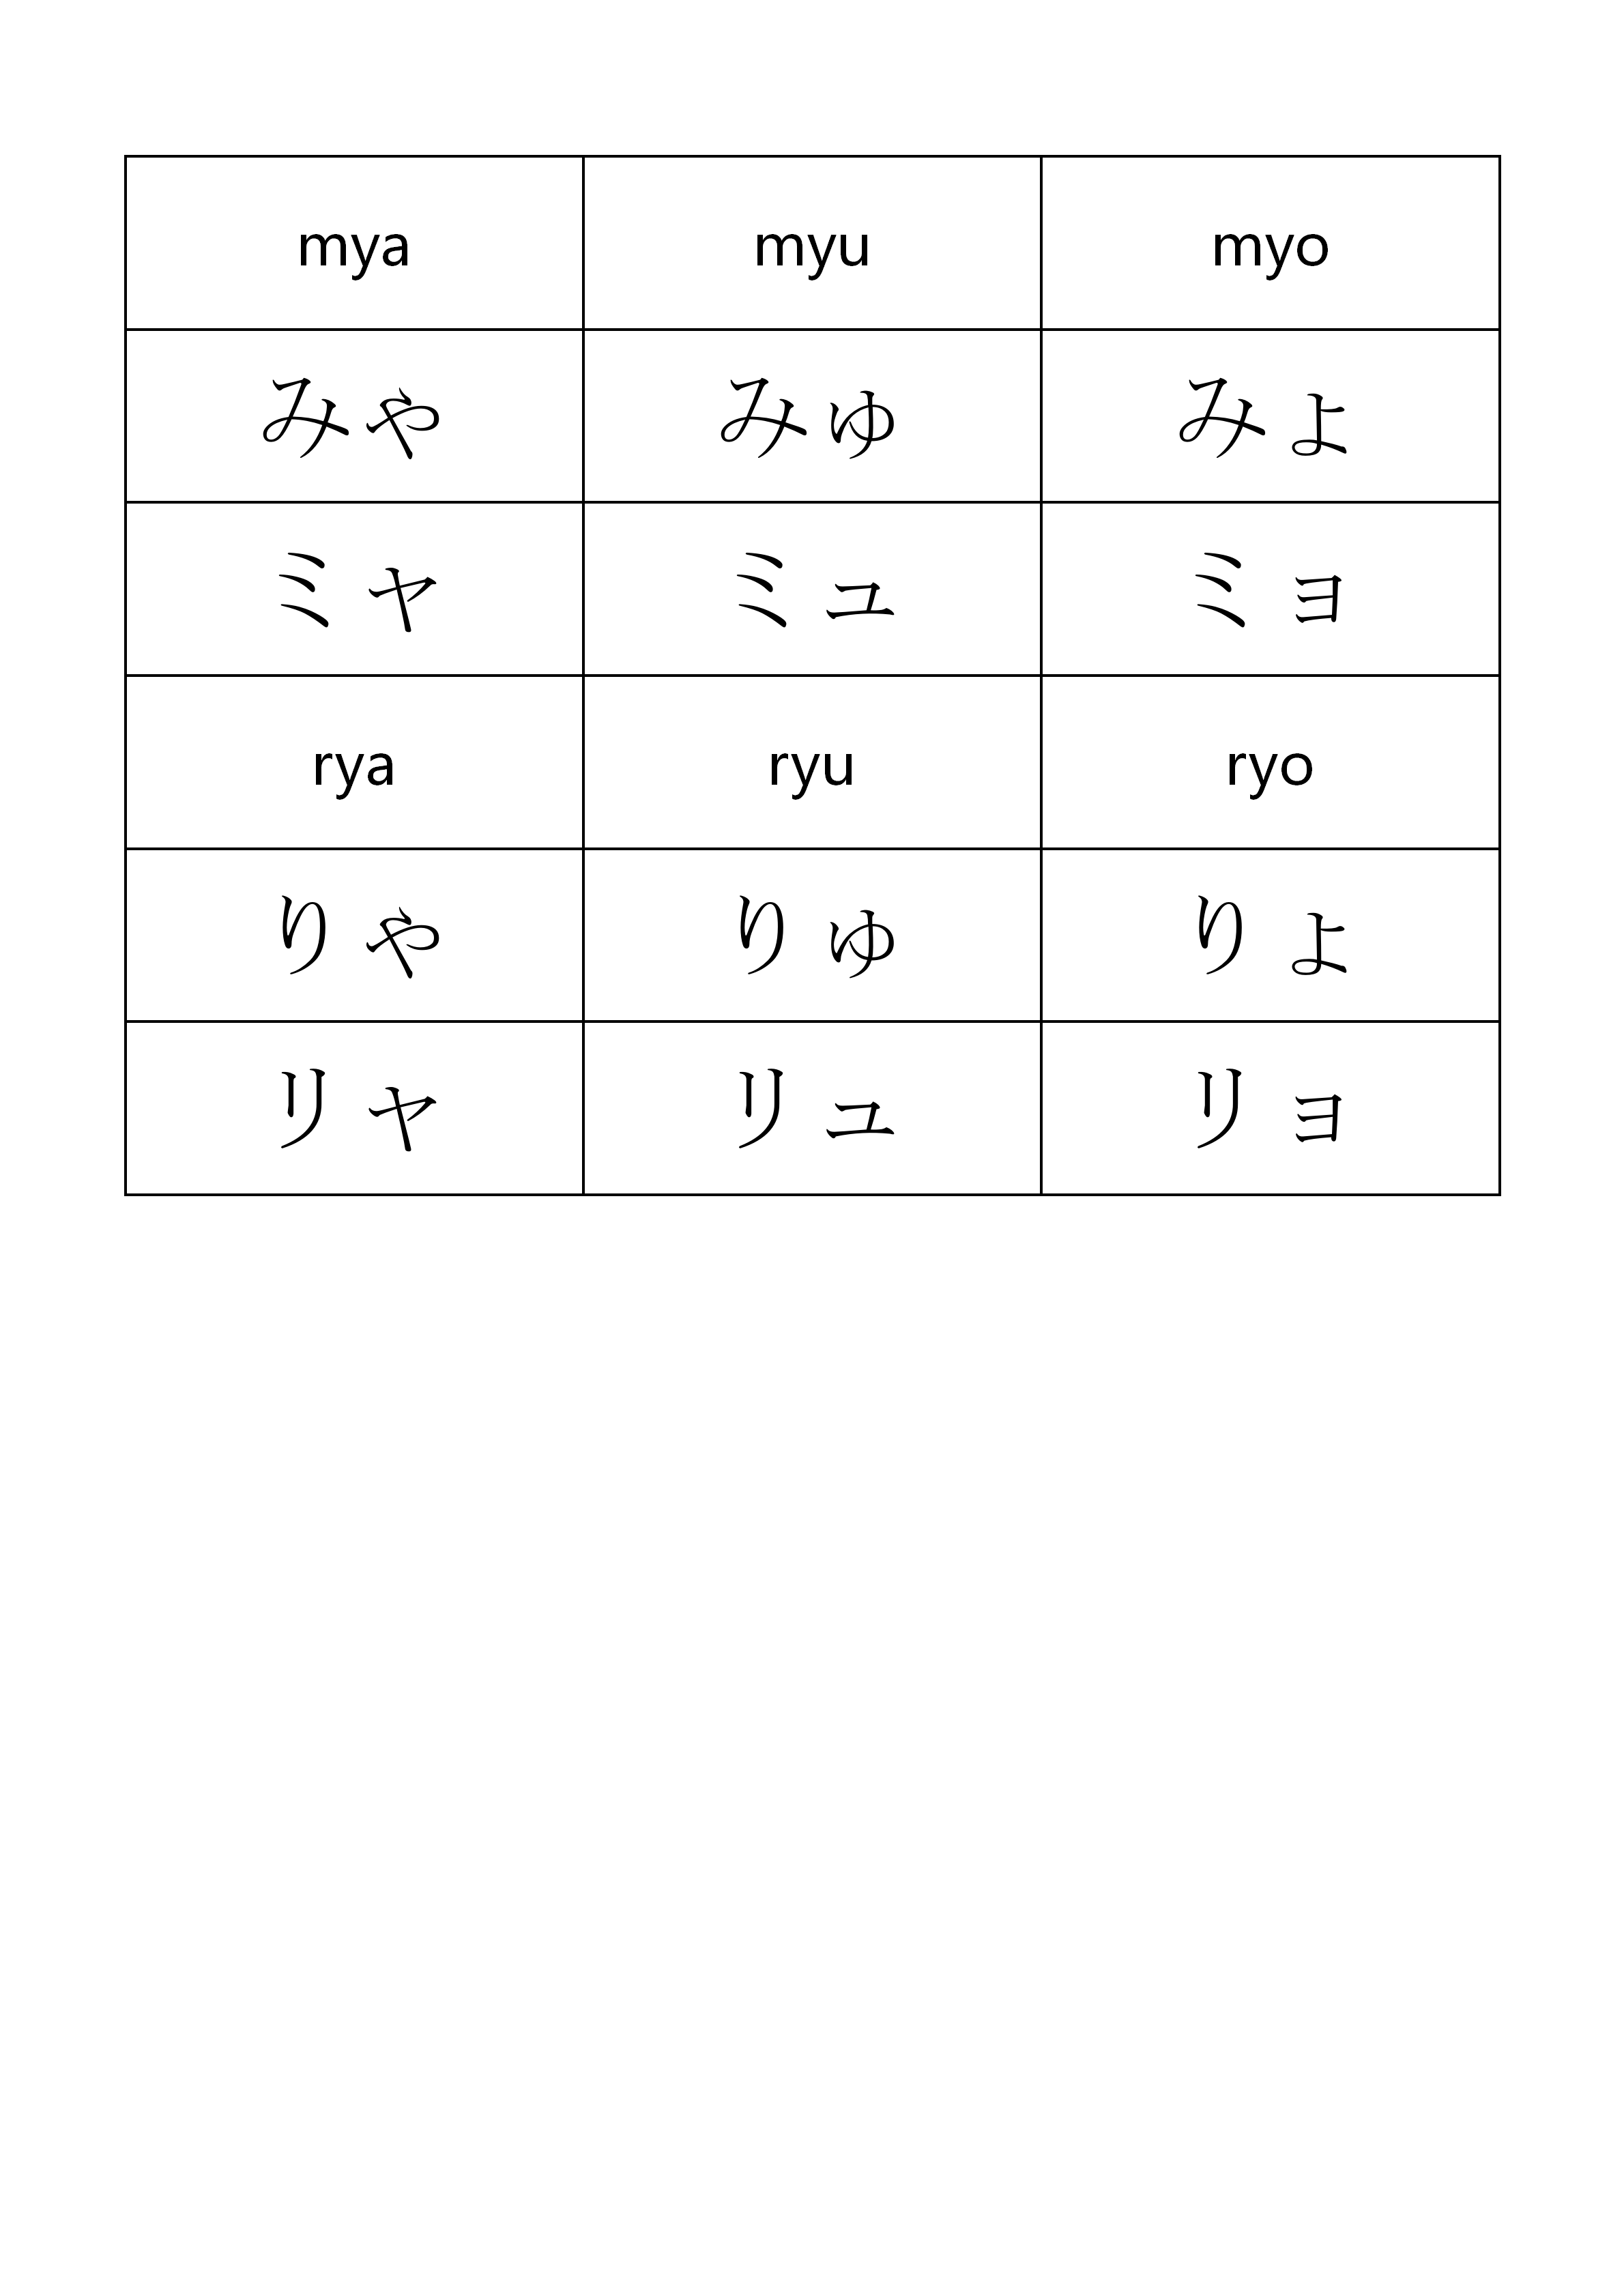 mya myu myo
みゃ みゅ みょ
ミャ ミュ ミョ
rya ryu ryo
りゃ りゅ りょ
リャ リュ リョ